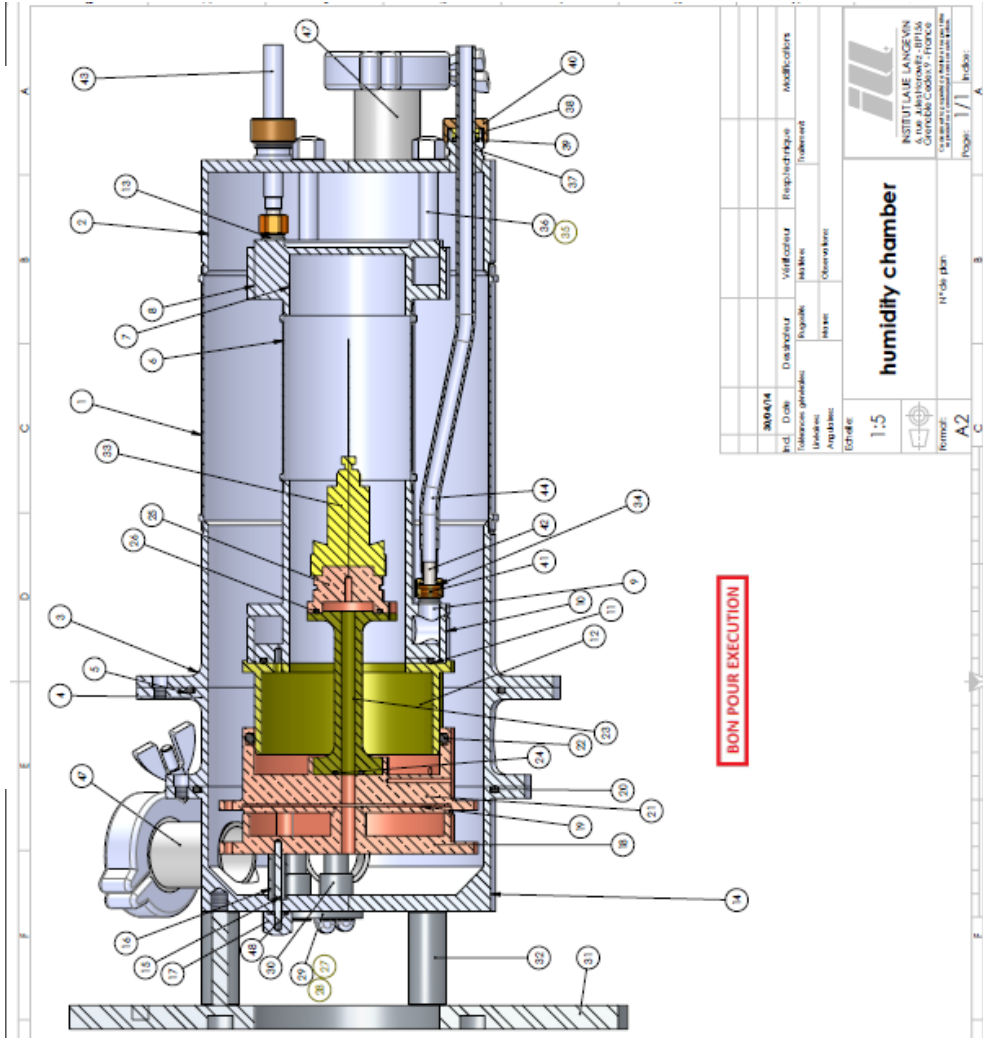 A
B
C
D
E
F
43
47
40
38
39
37
13
2
36
35
8
7
6
1
33
25
26
44
42
34
41
9
10
11
12
3
5
4
47
23
22
24
20
21
19
18
16
15
17
48
30
29
27
28
14
32
31
BON POUR EXECUTION
30/04/14
Ind. Date Dessinateur Vérificateur Resp.technique Modifications
Tolérances générales:
Linéaires:
Angulaires:
Rugosité:
Masse:
Matière:
Observations:
Traitement:
Echelle:
1:5
Format:
A2
humidity chamber
N° de plan
ill
INSTITUT LAUE LANGEVIN
6, rue Jules Horowitz - BP156
Grenoble Cedex 9 - France
Page: 1 / 1 Indice:
A
B
C
F